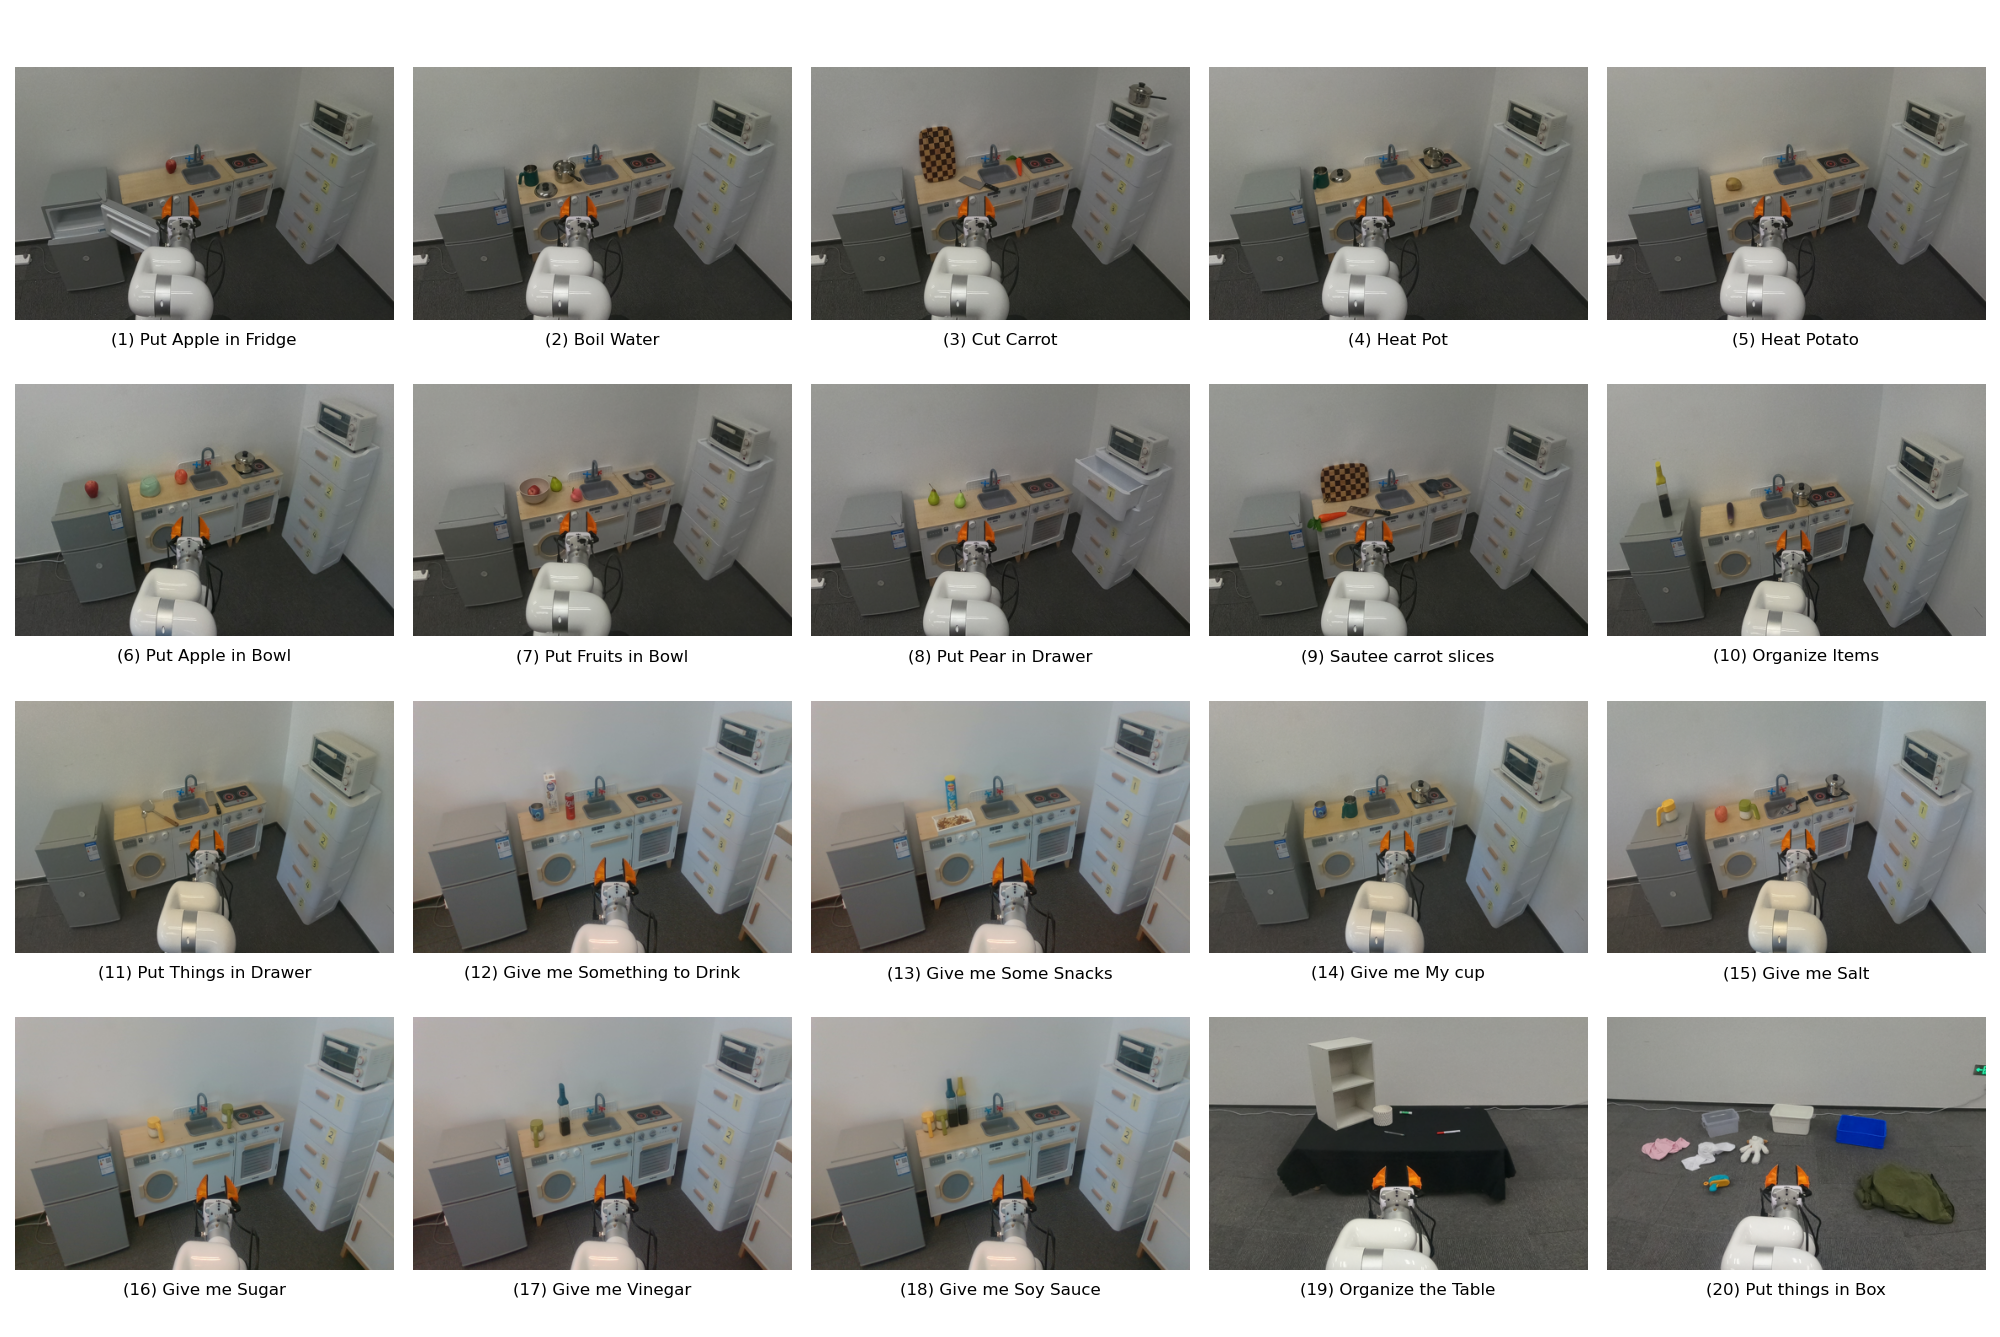 (1) Put Apple in Fridge
(2) Boil Water
(3) Cut Carrot
(4) Heat Pot
(5) Heat Potato
(6) Put Apple in Bowl
(7) Put Fruits in Bowl
(8) Put Pear in Drawer
(9) Sautee carrot slices
(10) Organize Items
(11) Put Things in Drawer
(12) Give me Something to Drink
(13) Give me Some Snacks
(14) Give me My cup
(15) Give me Salt
(16) Give me Sugar
(17) Give me Vinegar
(18) Give me Soy Sauce
(19) Organize the Table
(20) Put things in Box